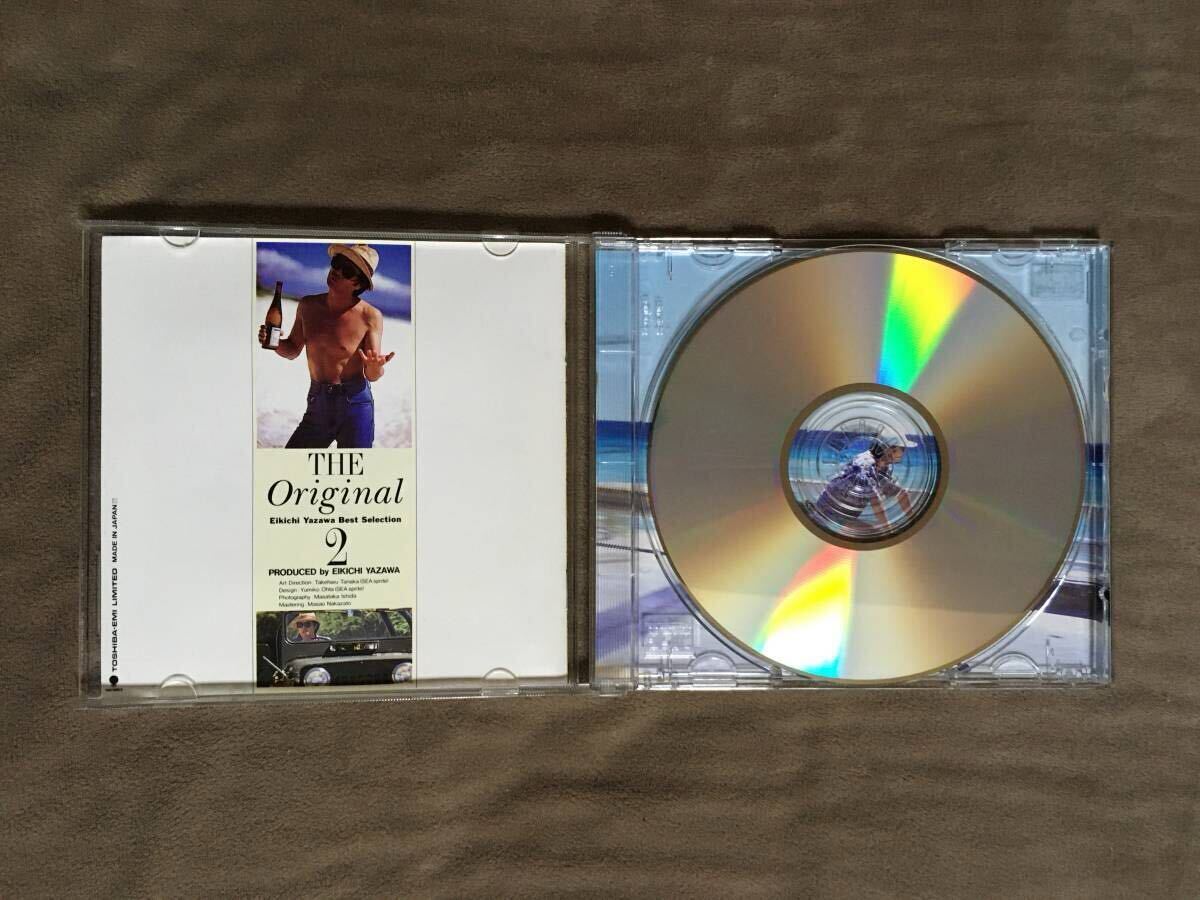 THE
Original
Eikichi Yazawa Best Selection
2
PRODUCED by EIKICHI YAZAWA
Art Direction: Takeharu Tanaka (SEA sprite)
Design: Yumiko Ohta (SEA sprite)
Photography: Masataka Ishida
Mastering: Masao Nakazato
TOSHIBA-EMI LIMITED MADE IN JAPAN